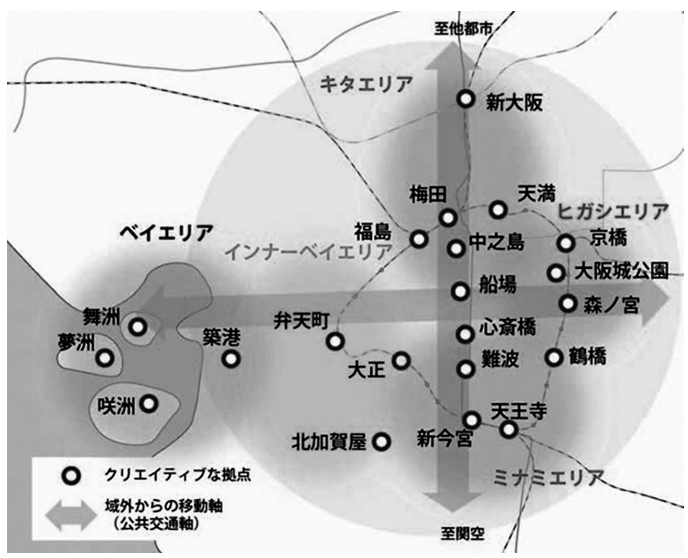 至他都市
キタエリア
新大阪
梅田
天満
ヒガシエリア
ベイエリア
福島
インナーベイエリア
中之島
京橋
大阪城公園
船場
森ノ宮
舞洲
弁天町
心斎橋
夢洲
築港
大正
難波
鶴橋
咲洲
新今宮
天王寺
北加賀屋
ミナミエリア
クリエイティブな拠点
域外からの移動軸
（公共交通軸）
至関空